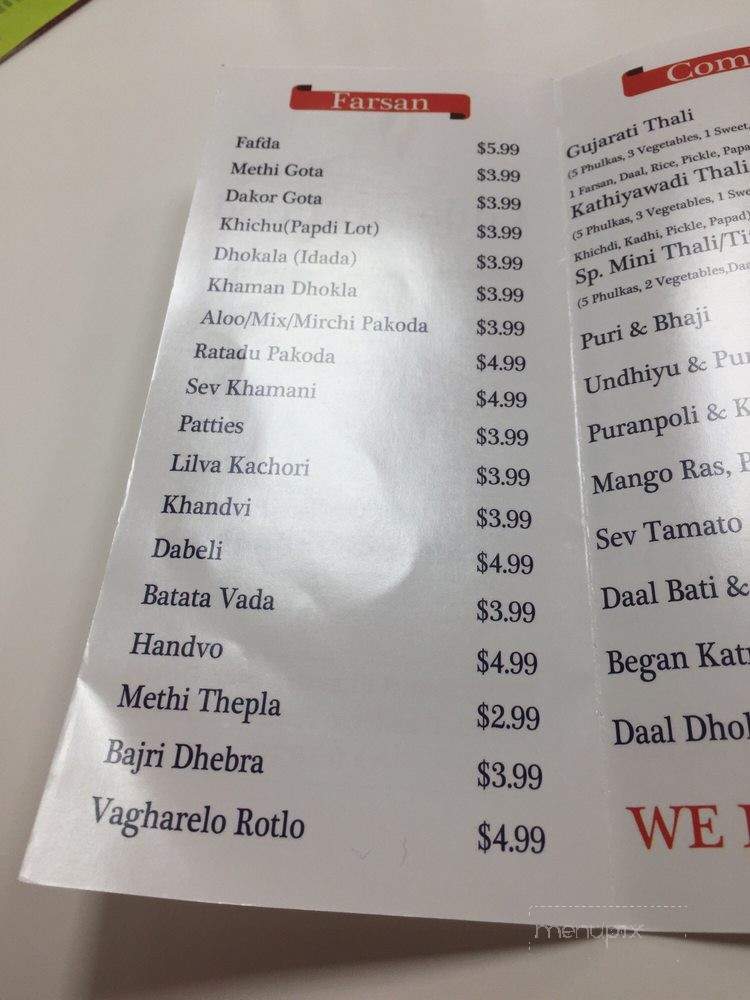 Farsan
Fafda $5.99
Methi Gota $3.99
Dakor Gota $3.99
Khichu(Papdi Lot) $3.99
Dhokala (Idada) $3.99
Khaman Dhokla $3.99
Aloo/Mix/Mirchi Pakoda $3.99
Ratadu Pakoda $4.99
Sev Khamani $4.99
Patties $3.99
Lilva Kachori $3.99
Khandvi $3.99
Dabeli $4.99
Batata Vada $3.99
Handvo $4.99
Methi Thepla $2.99
Bajri Dhebra $3.99
Vagharelo Rotlo $4.99
Com
Gujarati Thali
(5 Phulkas, 3 Vegetables, 1 Sweet,
1 Farsan, Daal, Rice, Pickle, Papa
Kathiyawadi Thali
(5 Phulkas, 3 Vegetables, 1 Swe
Khichdi, Kadhi, Pickle, Papad)
Sp. Mini Thali/Ti
(5 Phulkas, 2 Vegetables,Daa
Puri & Bhaji
Undhiyu & Pu
Puranpoli & K
Mango Ras, P
Sev Tamato
Daal Bati &
Began Kat
Daal Dhol
WE
menupix